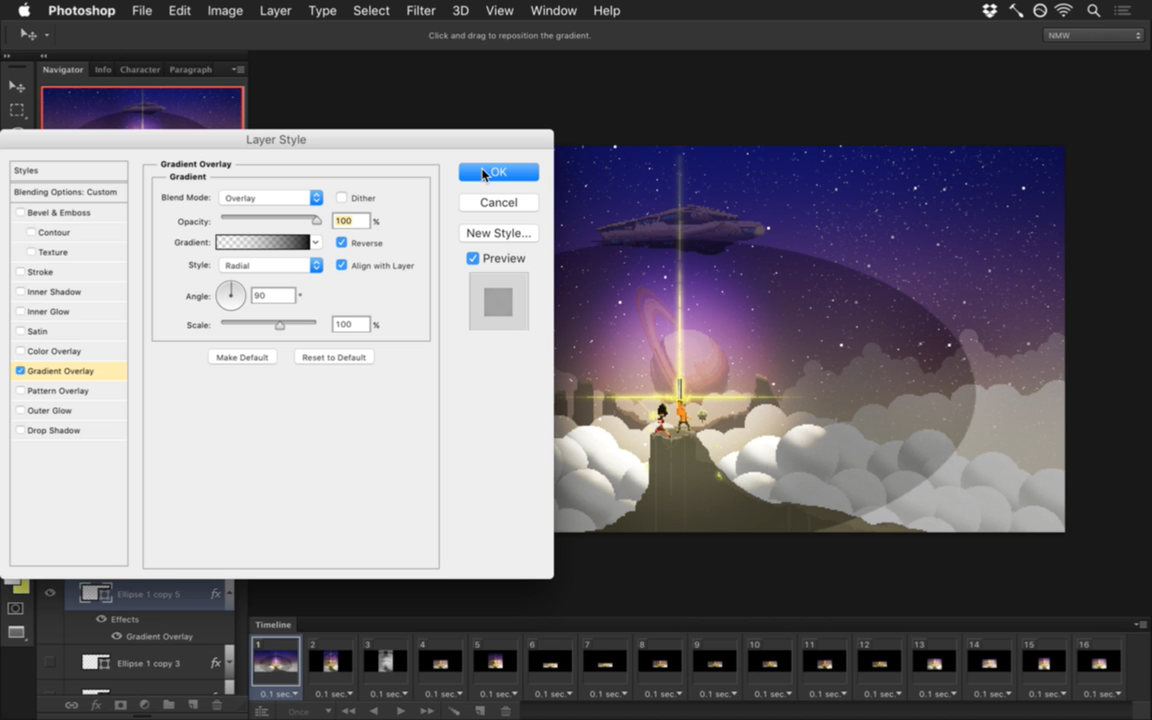 Photoshop File Edit Image Layer Type Select Filter 3D View Window Help
Click and drag to reposition the gradient.
NMW
Navigator Info Character Paragraph
Layer Style
Styles
Blending Options: Custom
Bevel & Emboss
Contour
Texture
Stroke
Inner Shadow
Inner Glow
Satin
Color Overlay
Gradient Overlay
Pattern Overlay
Outer Glow
Drop Shadow
Gradient Overlay
Gradient
Blend Mode: Overlay Dither
Opacity: 100 %
Gradient: Reverse
Style: Radial Align with Layer
Angle: 90 °
Scale: 100 %
Make Default Reset to Default
OK
Cancel
New Style...
Preview
Ellipse 1 copy 5 fx
Effects
Gradient Overlay
Ellipse 1 copy 3 fx
fx
Timeline
1 2 3 4 5 6 7 8 9 10 11 12 13 14 15 16
0.1 sec. 0.1 sec. 0.1 sec. 0.1 sec. 0.1 sec. 0.1 sec. 0.1 sec. 0.1 sec. 0.1 sec. 0.1 sec. 0.1 sec. 0.1 sec. 0.1 sec. 0.1 sec. 0.1 sec. 0.1 sec.
Once